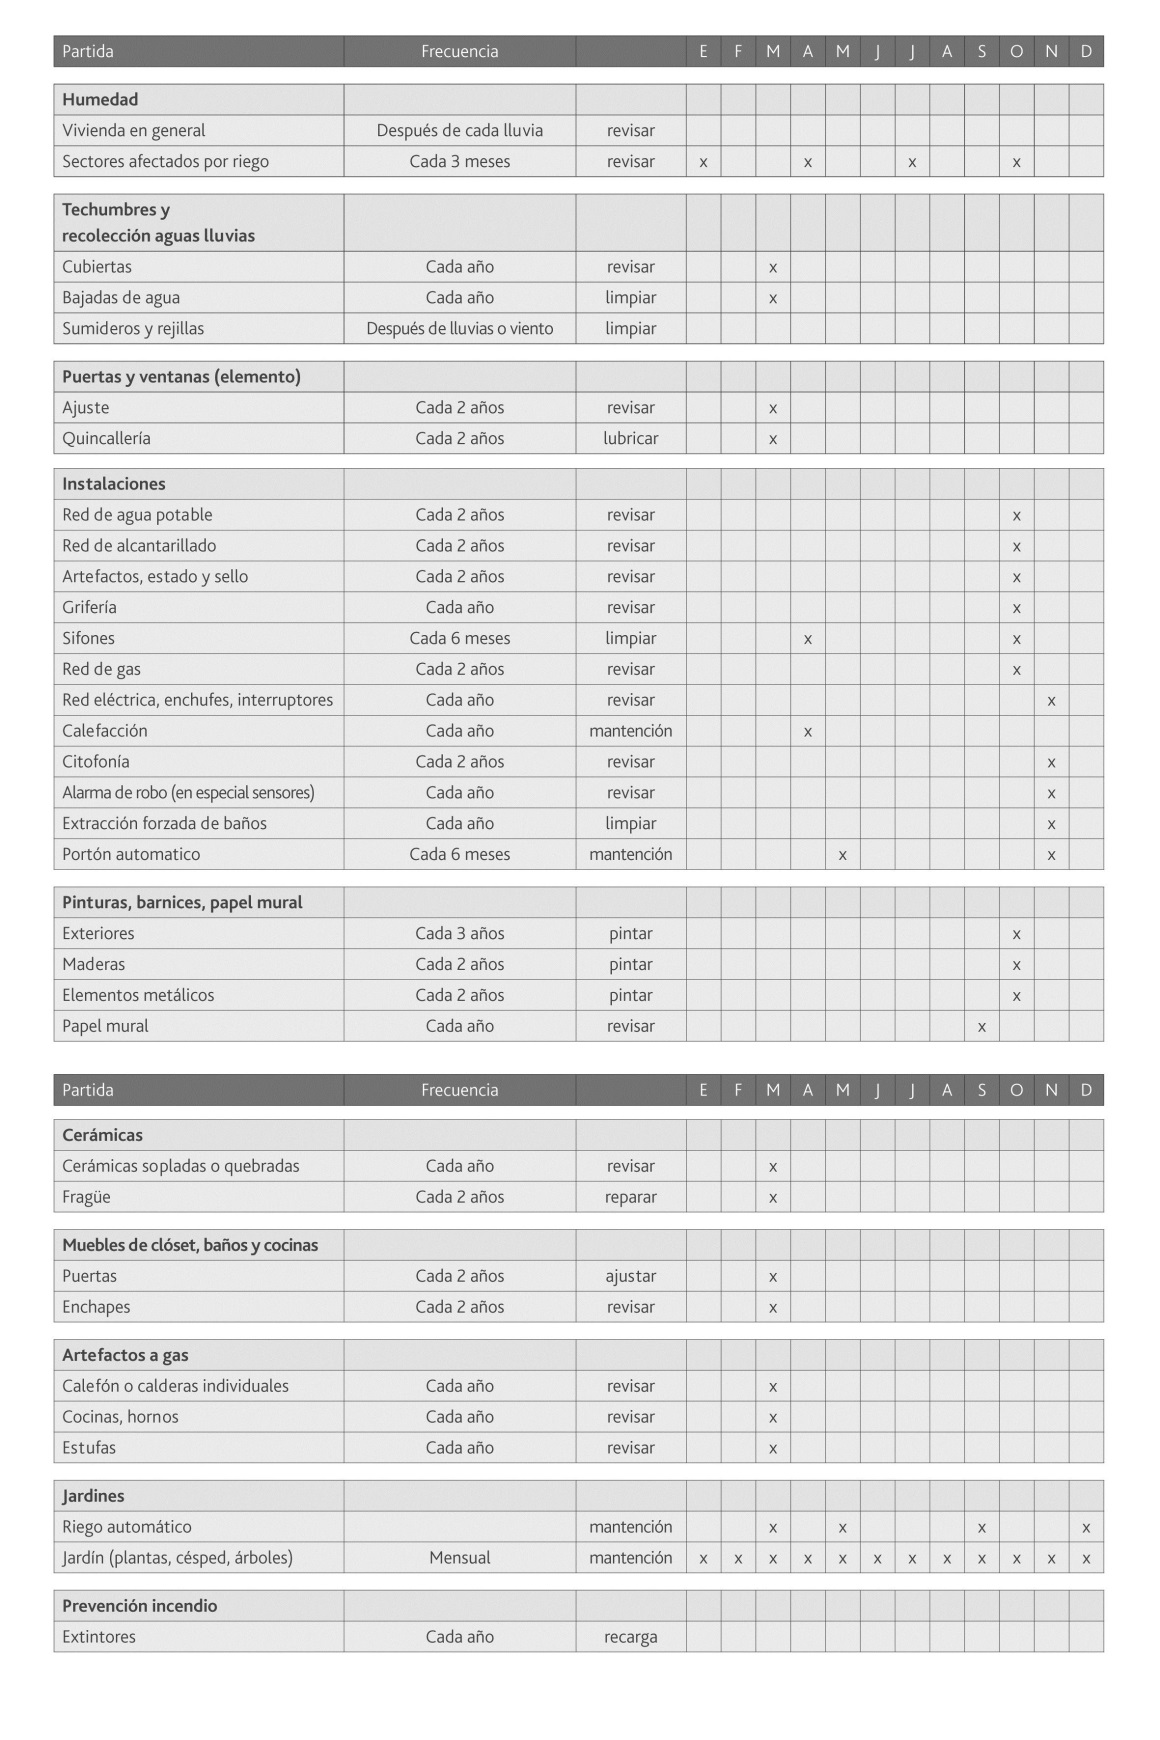 Partida Frecuencia E F M A M J J A S O N D
Humedad
Vivienda en general Después de cada lluvia revisar
Sectores afectados por riego Cada 3 meses revisar x x x x
Techumbres y
recolección aguas lluvias
Cubiertas Cada año revisar x
Bajadas de agua Cada año limpiar x
Sumideros y rejillas Después de lluvias o viento limpiar
Puertas y ventanas (elemento)
Ajuste Cada 2 años revisar x
Quincallería Cada 2 años lubricar x
Instalaciones
Red de agua potable Cada 2 años revisar x
Red de alcantarillado Cada 2 años revisar x
Artefactos, estado y sello Cada 2 años revisar x
Grifería Cada año revisar x
Sifones Cada 6 meses limpiar x x
Red de gas Cada 2 años revisar x
Red eléctrica, enchufes, interruptores Cada año revisar x
Calefacción Cada año mantención x
Citofonía Cada 2 años revisar x
Alarma de robo (en especial sensores) Cada año revisar x
Extracción forzada de baños Cada año limpiar x
Portón automatico Cada 6 meses mantención x x
Pinturas, barnices, papel mural
Exteriores Cada 3 años pintar x
Maderas Cada 2 años pintar x
Elementos metálicos Cada 2 años pintar x
Papel mural Cada año revisar x
Partida Frecuencia E F M A M J J A S O N D
Cerámicas
Cerámicas sopladas o quebradas Cada año revisar x
Fragüe Cada 2 años reparar x
Muebles de clóset, baños y cocinas
Puertas Cada 2 años ajustar x
Enchapes Cada 2 años revisar x
Artefactos a gas
Calefón o calderas individuales Cada año revisar x
Cocinas, hornos Cada año revisar x
Estufas Cada año revisar x
Jardines
Riego automático mantención x x x x
Jardín (plantas, césped, árboles) Mensual mantención x x x x x x x x x x x x
Prevención incendio
Extintores Cada año recarga